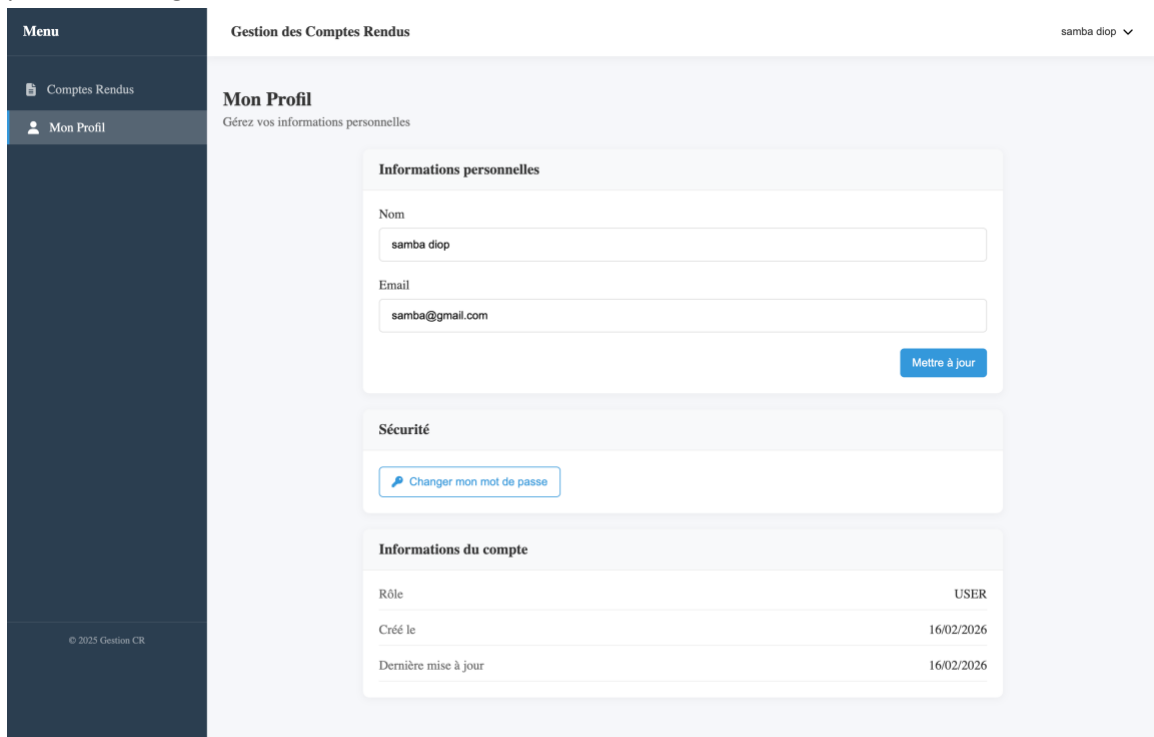 Menu
Gestion des Comptes Rendus
samba diop
Comptes Rendus
Mon Profil
Mon Profil
Gérez vos informations personnelles
Informations personnelles
Nom
samba diop
Email
samba@gmail.com
Mettre à jour
Sécurité
Changer mon mot de passe
Informations du compte
Rôle USER
Créé le 16/02/2026
Dernière mise à jour 16/02/2026
© 2025 Gestion CR